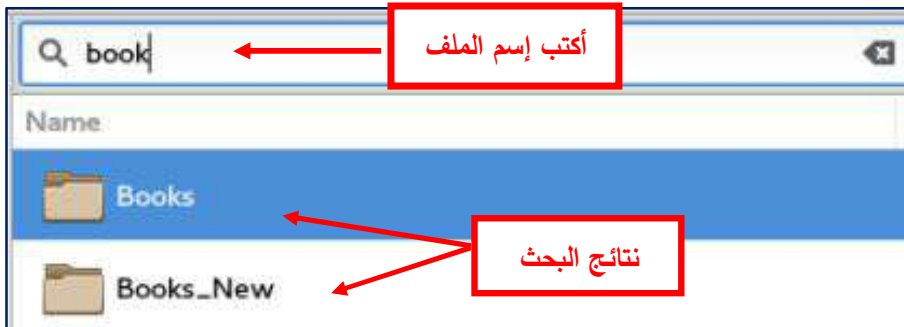 book
أكتب إسم الملف
Name
Books
نتائج البحث
Books_New